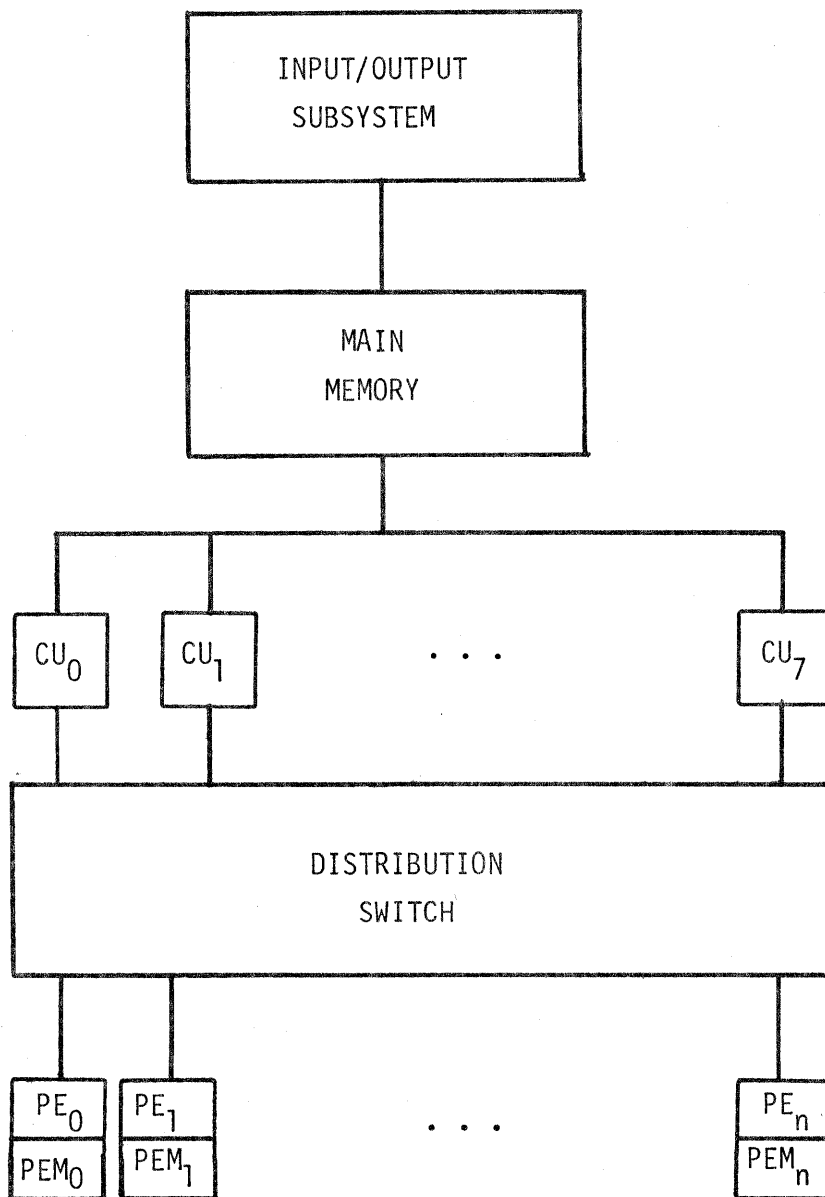 INPUT/OUTPUT
SUBSYSTEM
MAIN
MEMORY
CU0 CU1 . . . CU7
DISTRIBUTION
SWITCH
PE0 PE1 . . . PEn
PEM0 PEM1 PEMn